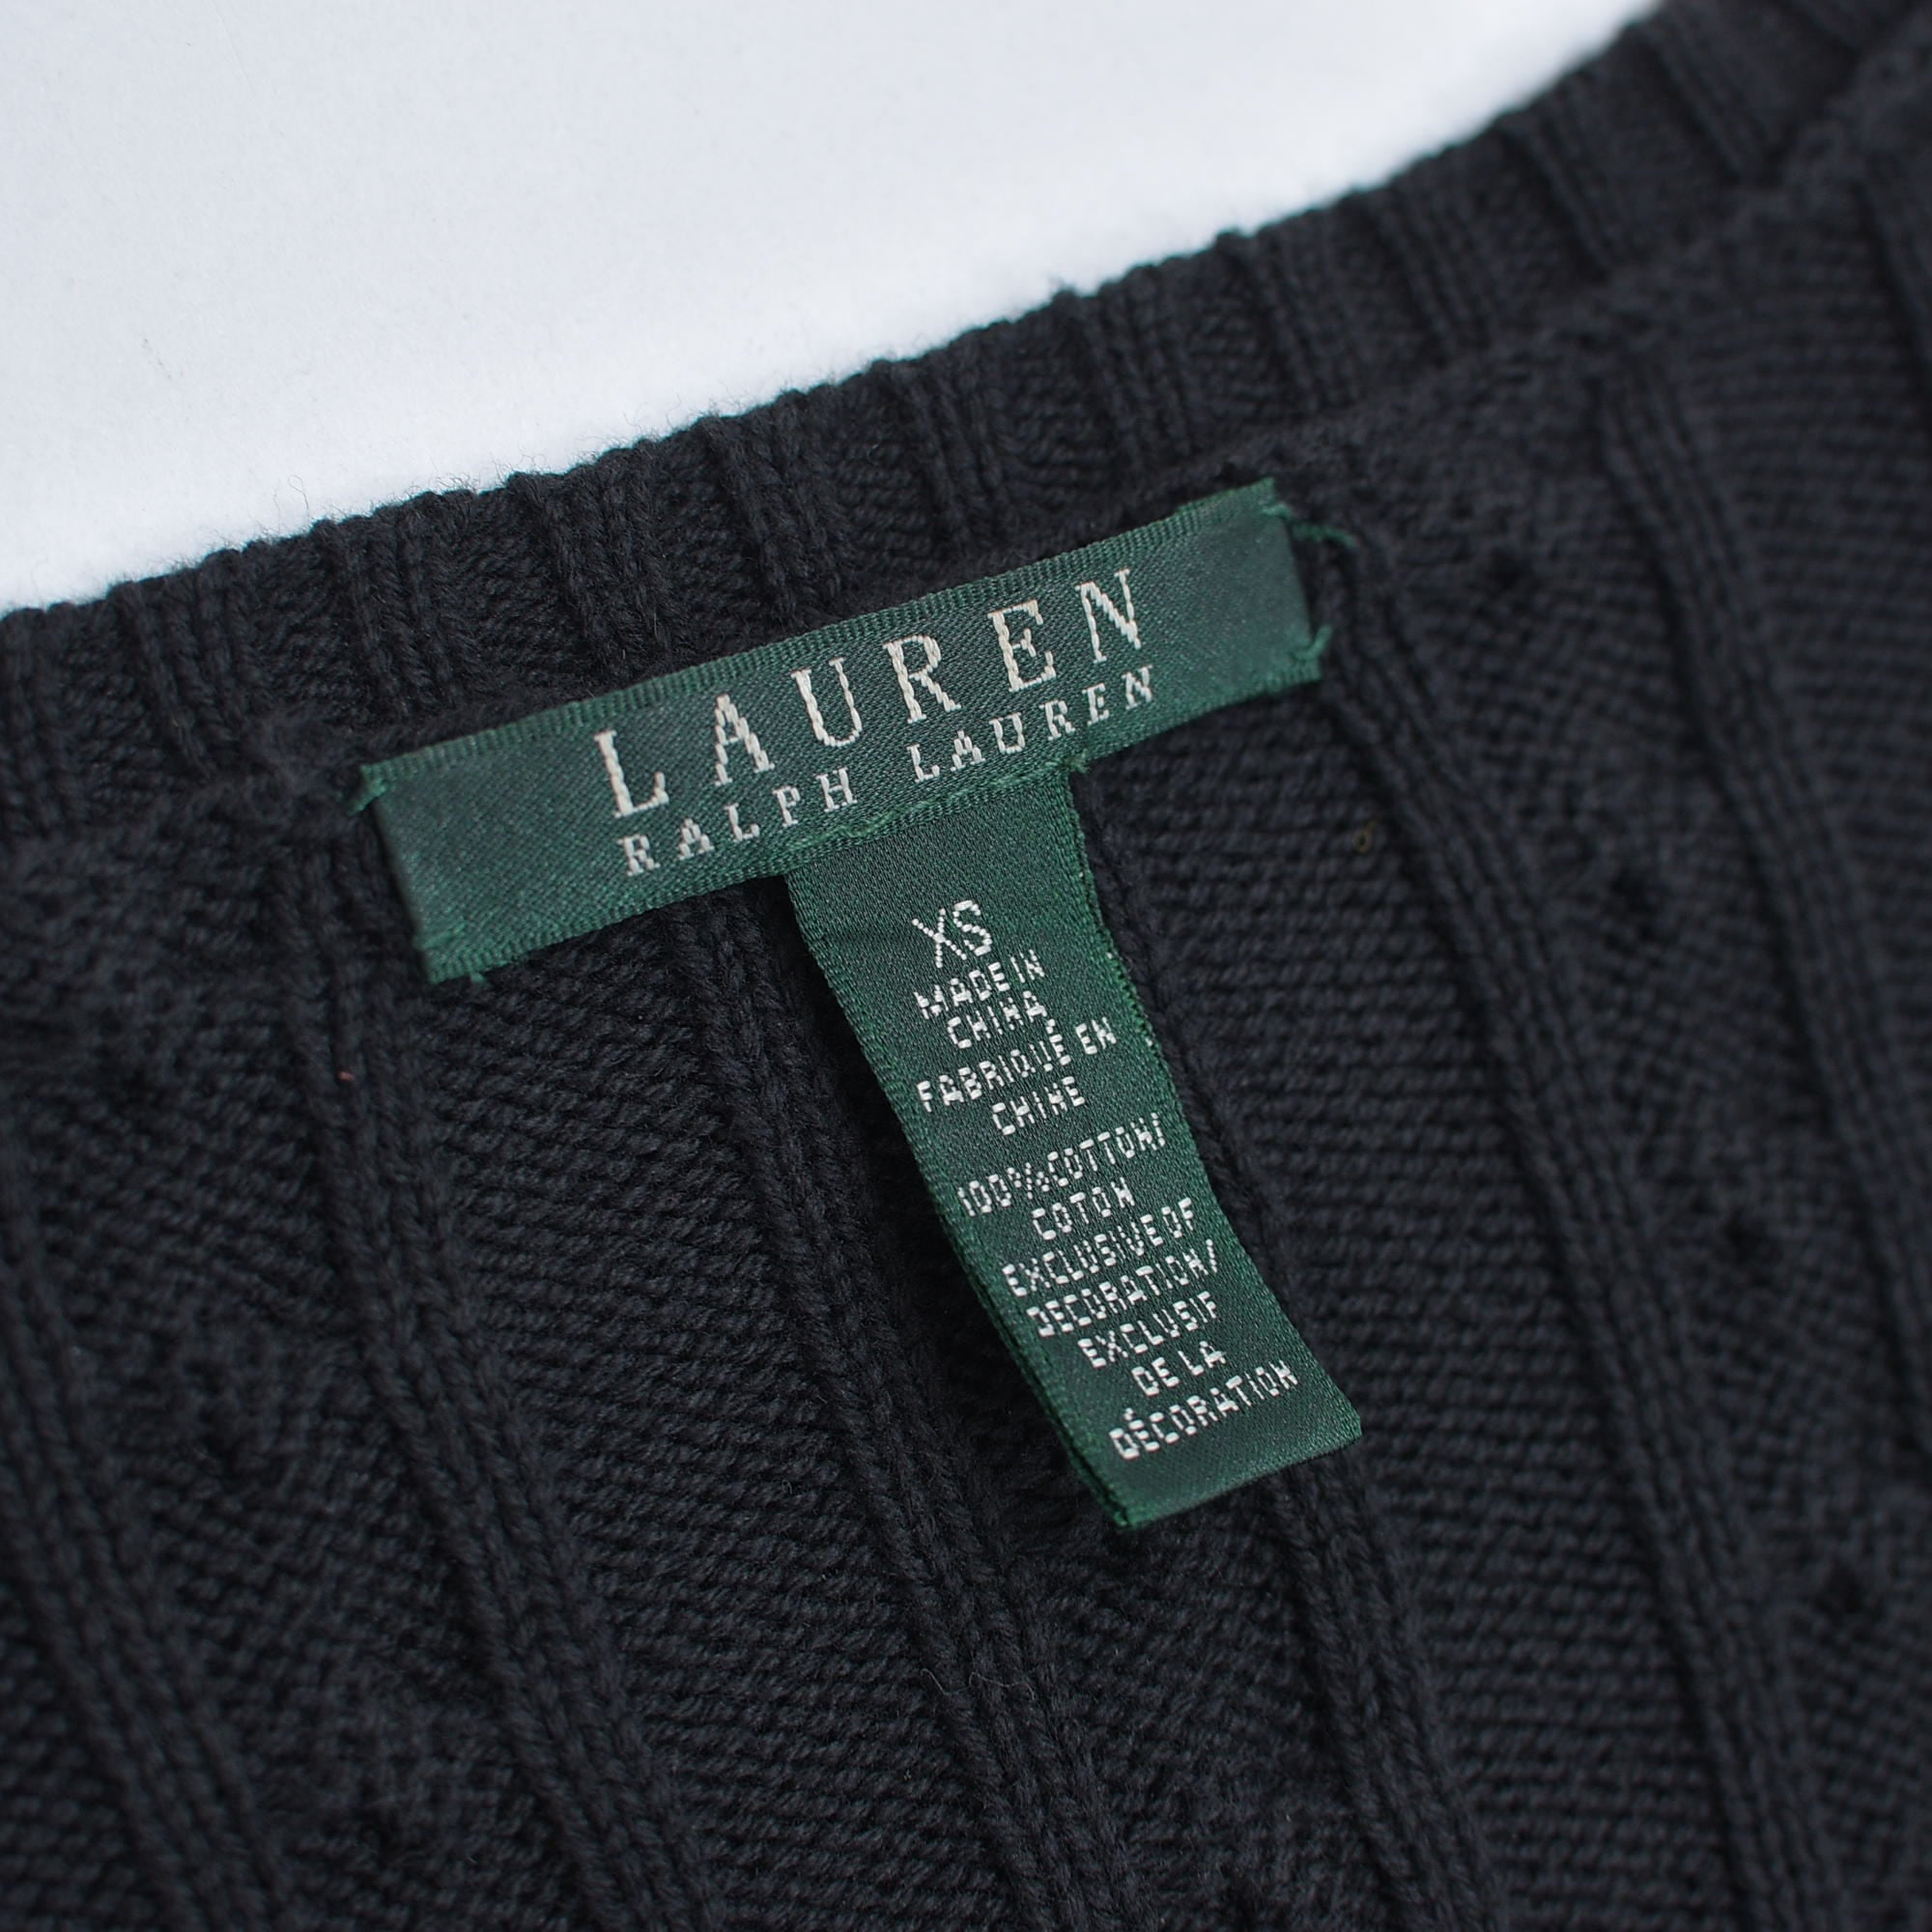 LAUREN
RALPH LAUREN
XS
MADE IN
CHINA
FABRIQUÉ EN
CHINE
100%COTTON/
COTON
EXCLUSIVE OF
DECORATION/
EXCLUSIF
DE LA
DÉCORATION